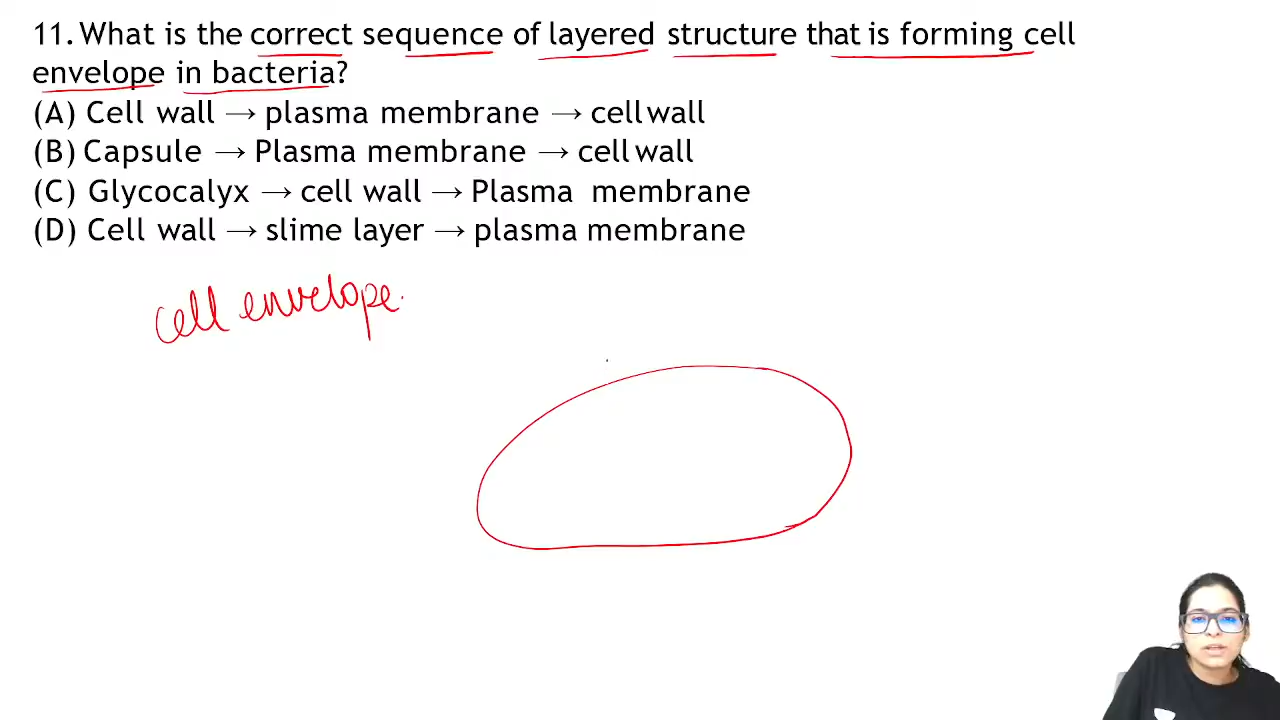 11. What is the correct sequence of layered structure that is forming cell
envelope in bacteria?
(A) Cell wall → plasma membrane → cell wall
(B) Capsule → Plasma membrane → cell wall
(C) Glycocalyx → cell wall → Plasma membrane
(D) Cell wall → slime layer → plasma membrane
cell envelope.